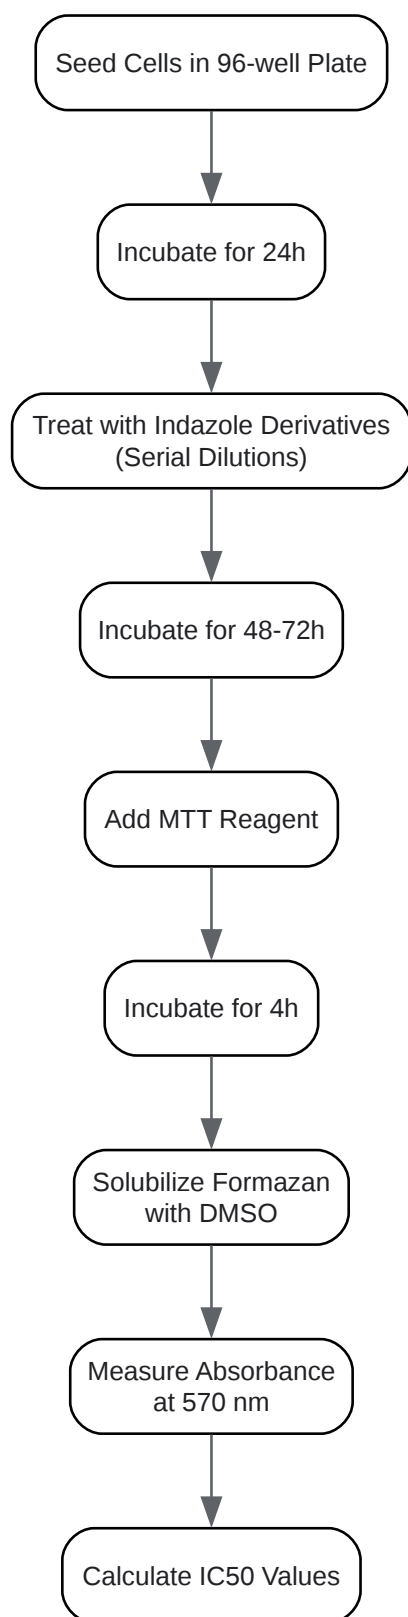 Seed Cells in 96-well Plate
Incubate for 24h
Treat with Indazole Derivatives
(Serial Dilutions)
Incubate for 48-72h
Add MTT Reagent
Incubate for 4h
Solubilize Formazan
with DMSO
Measure Absorbance
at 570 nm
Calculate IC50 Values